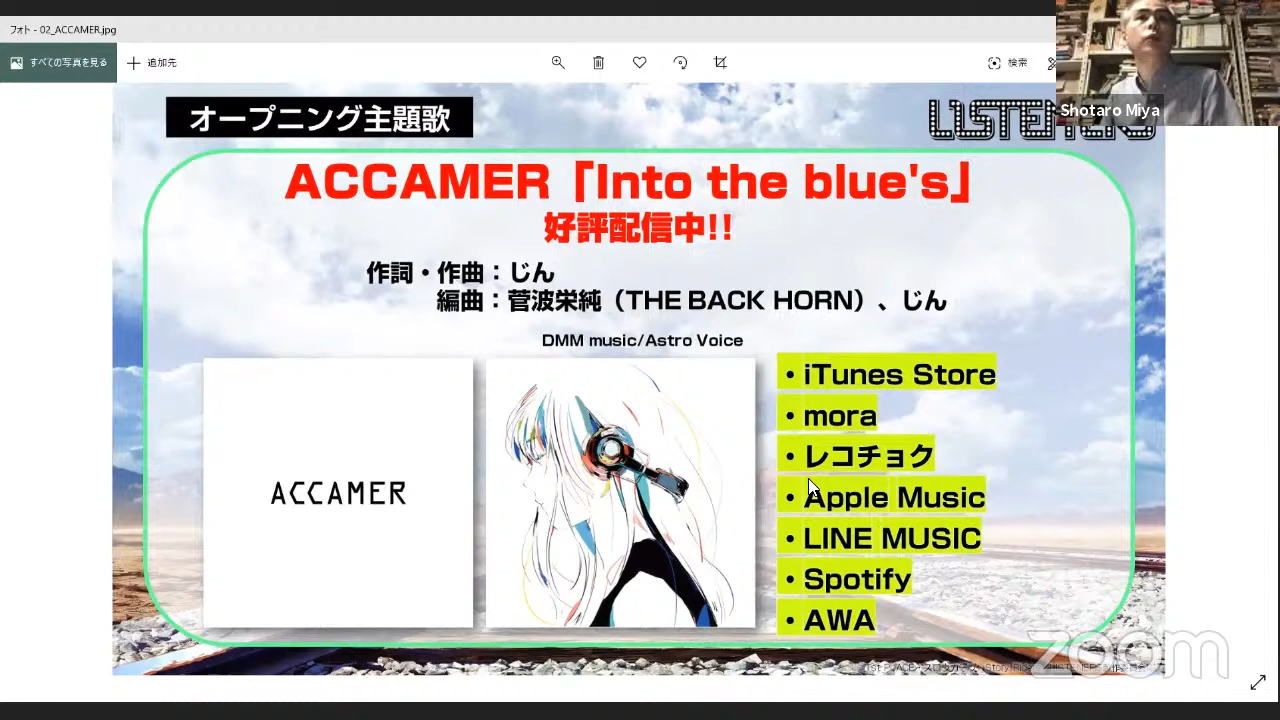 フォト - 02_ACCAMER.jpg
すべての写真を見る
追加先
検索
Shotaro Miya
オープニング主題歌
LISTENERS
ACCAMER「Into the blue's」
好評配信中!!
作詞・作曲：じん
編曲：菅波栄純（THE BACK HORN）、じん
DMM music/Astro Voice
ACCAMER
・iTunes Store
・mora
・レコチョク
・Apple Music
・LINE MUSIC
・Spotify
・AWA
zoom